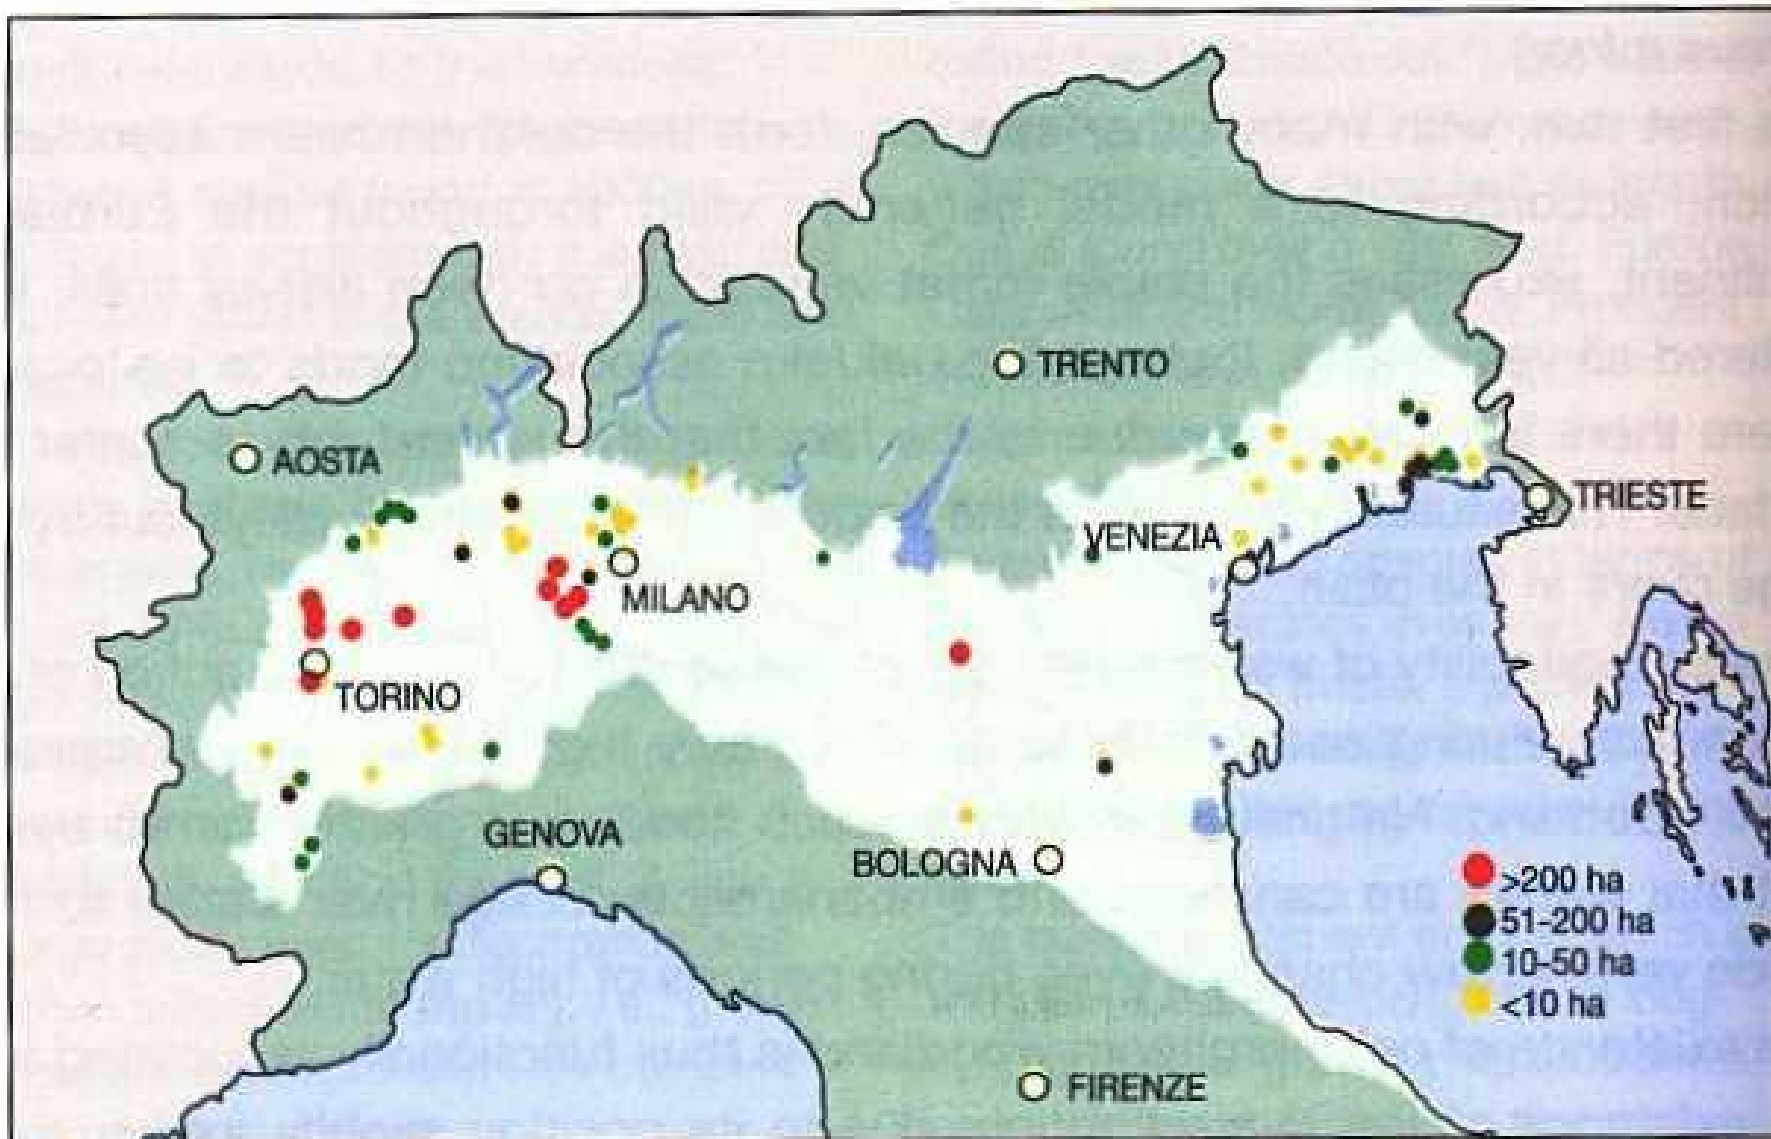 TRENTO
AOSTA
TRIESTE
VENEZIA
MILANO
TORINO
GENOVA
BOLOGNA
>200 ha
51-200 ha
10-50 ha
<10 ha
FIRENZE